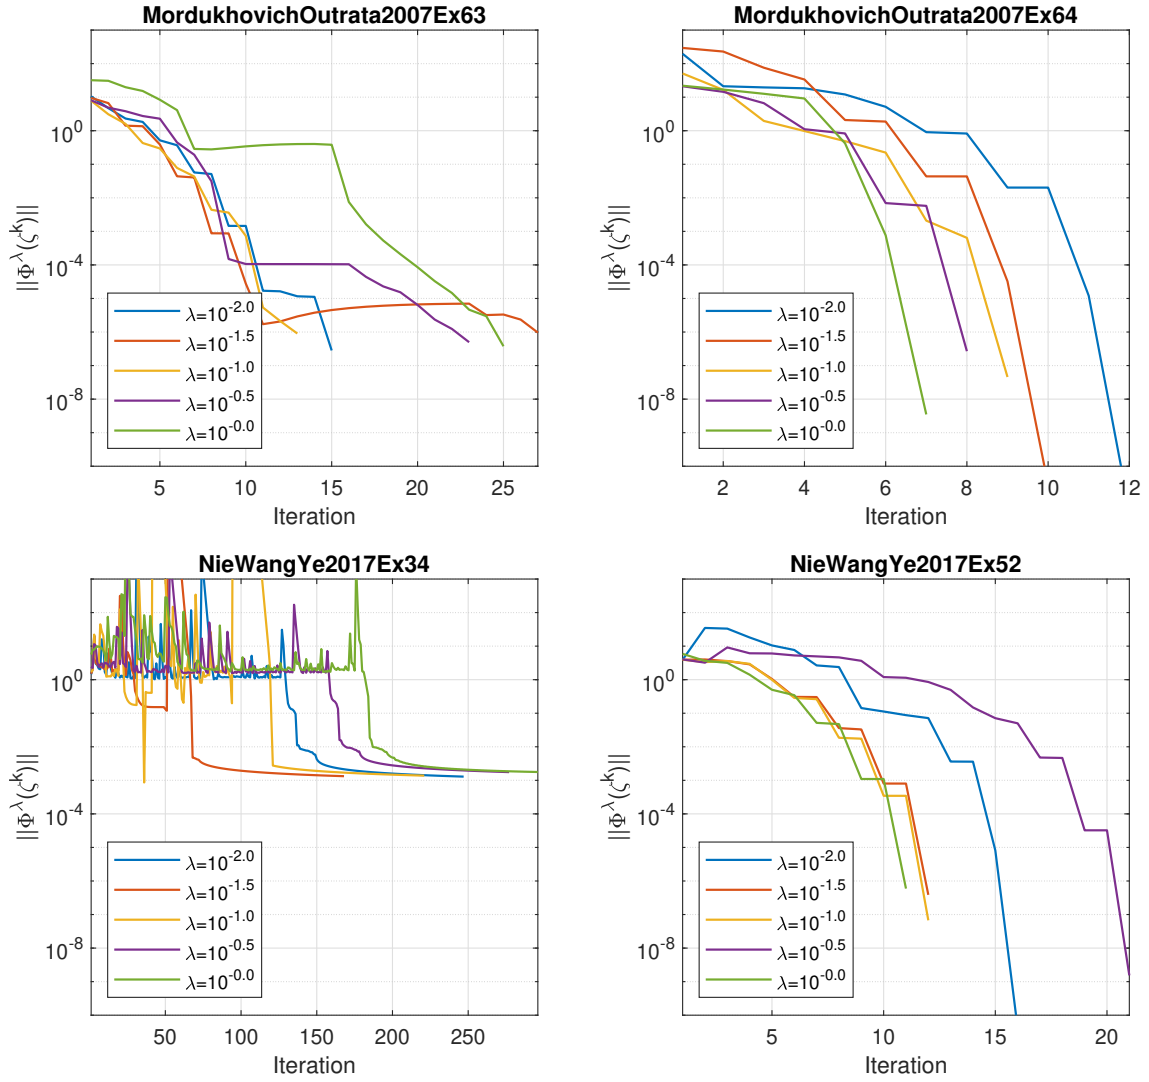 MordukhovichOutrata2007Ex63
||Φ^λ(ζ^k)||
10^0
10^-4
10^-8
λ=10^-2.0
λ=10^-1.5
λ=10^-1.0
λ=10^-0.5
λ=10^-0.0
5 10 15 20 25
Iteration
MordukhovichOutrata2007Ex64
||Φ^λ(ζ^k)||
10^0
10^-4
10^-8
λ=10^-2.0
λ=10^-1.5
λ=10^-1.0
λ=10^-0.5
λ=10^-0.0
2 4 6 8 10 12
Iteration
NieWangYe2017Ex34
||Φ^λ(ζ^k)||
10^0
10^-4
10^-8
λ=10^-2.0
λ=10^-1.5
λ=10^-1.0
λ=10^-0.5
λ=10^-0.0
50 100 150 200 250
Iteration
NieWangYe2017Ex52
||Φ^λ(ζ^k)||
10^0
10^-4
10^-8
λ=10^-2.0
λ=10^-1.5
λ=10^-1.0
λ=10^-0.5
λ=10^-0.0
5 10 15 20
Iteration